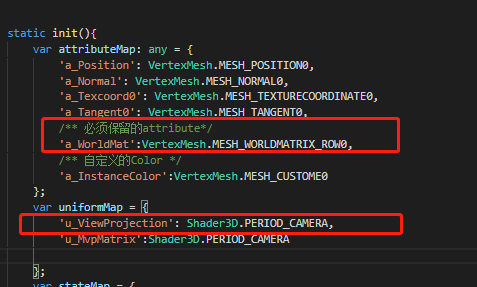 static init(){
var attributeMap: any = {
'a_Position': VertexMesh.MESH_POSITION0,
'a_Normal': VertexMesh.MESH_NORMAL0,
'a_Texcoord0': VertexMesh.MESH_TEXTURECOORDINATE0,
'a_Tangent0': VertexMesh.MESH_TANGENT0,
/** 必须保留的attribute*/
'a_WorldMat':VertexMesh.MESH_WORLDMATRIX_ROW0,
/** 自定义的Color */
'a_InstanceColor':VertexMesh.MESH_CUSTOME0
};
var uniformMap = {
'u_ViewProjection': Shader3D.PERIOD_CAMERA,
'u_MvpMatrix':Shader3D.PERIOD_CAMERA
};
var stateMap = {